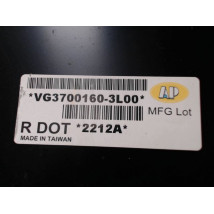 AP
*VG3700160-3L00*
MFG Lot
R DOT *2212A*
MADE IN TAIWAN